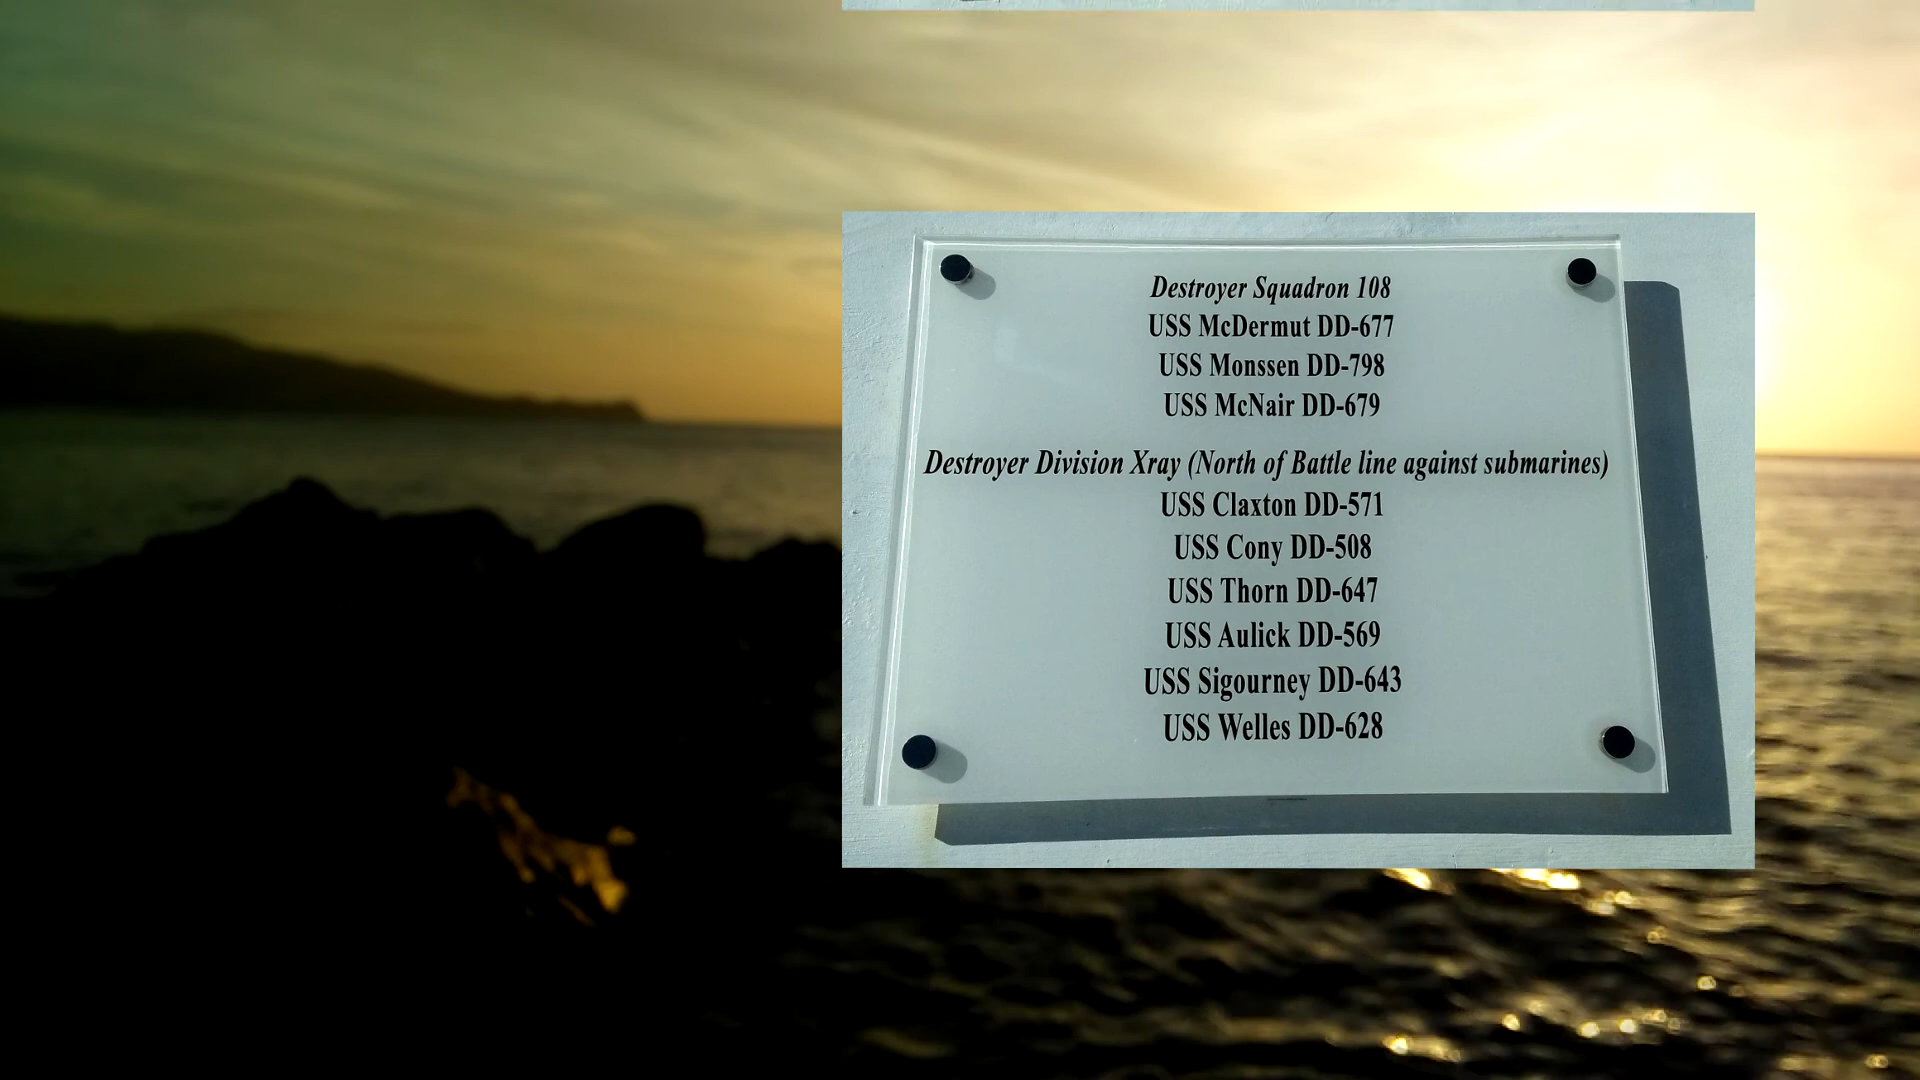 Destroyer Squadron 108
USS McDermut DD-677
USS Monssen DD-798
USS McNair DD-679
Destroyer Division Xray (North of Battle line against submarines)
USS Claxton DD-571
USS Cony DD-508
USS Thorn DD-647
USS Aulick DD-569
USS Sigourney DD-643
USS Welles DD-628